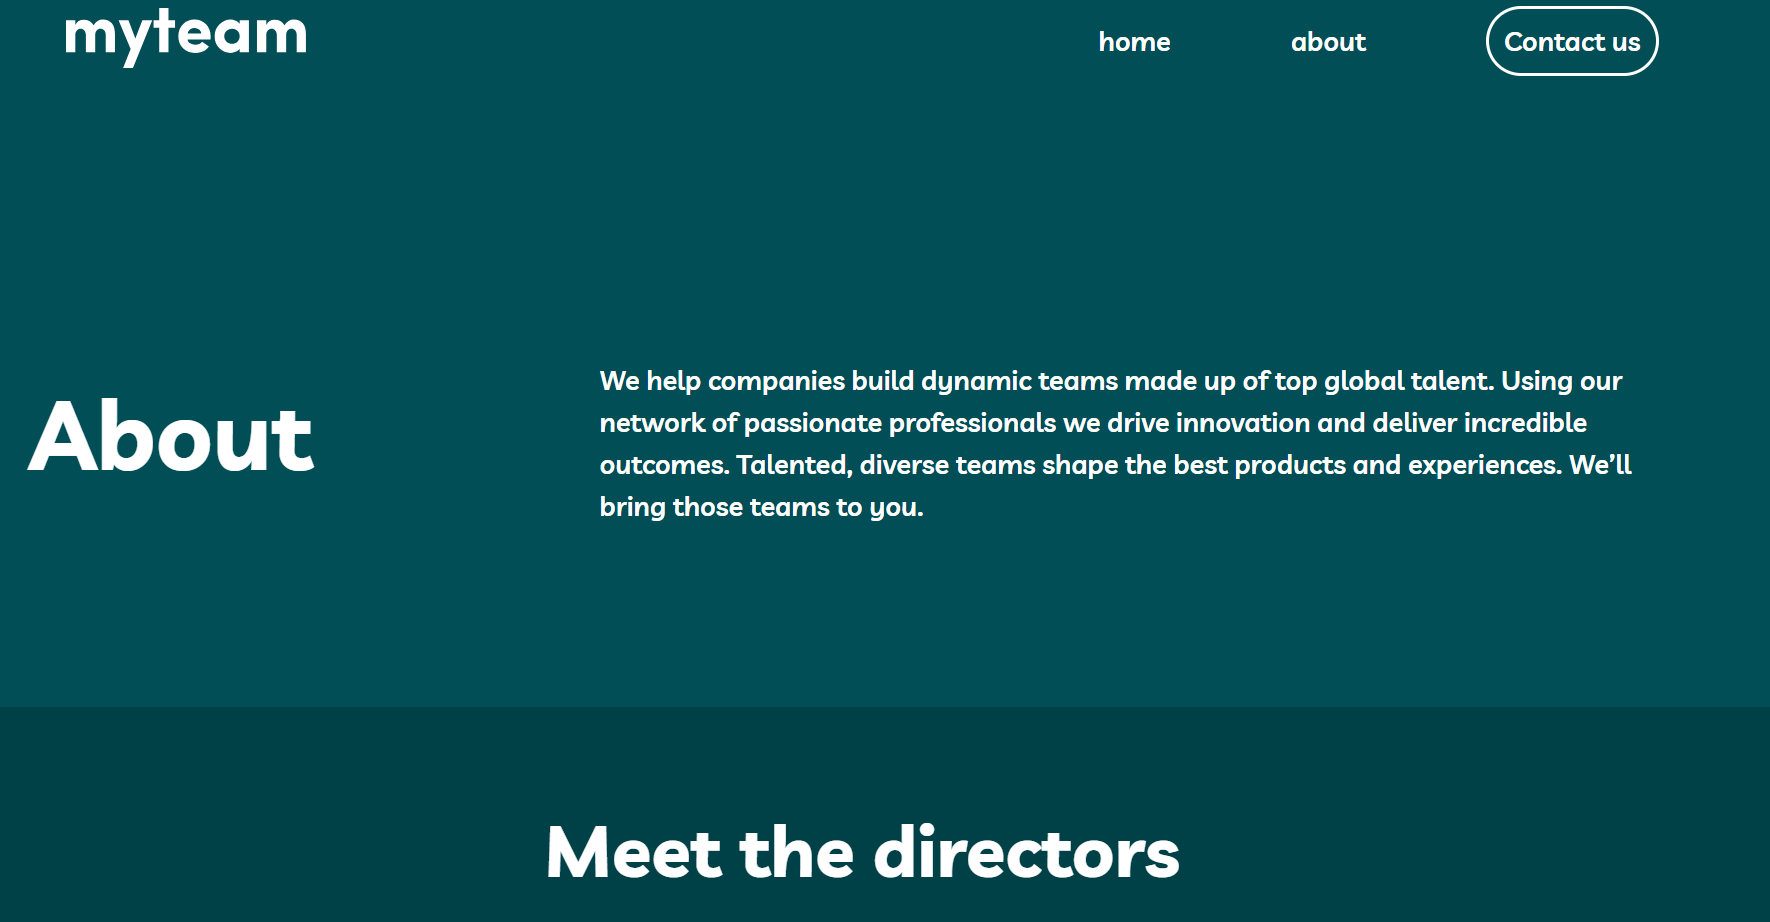 myteam
home about Contact us
About
We help companies build dynamic teams made up of top global talent. Using our
network of passionate professionals we drive innovation and deliver incredible
outcomes. Talented, diverse teams shape the best products and experiences. We’ll
bring those teams to you.
Meet the directors